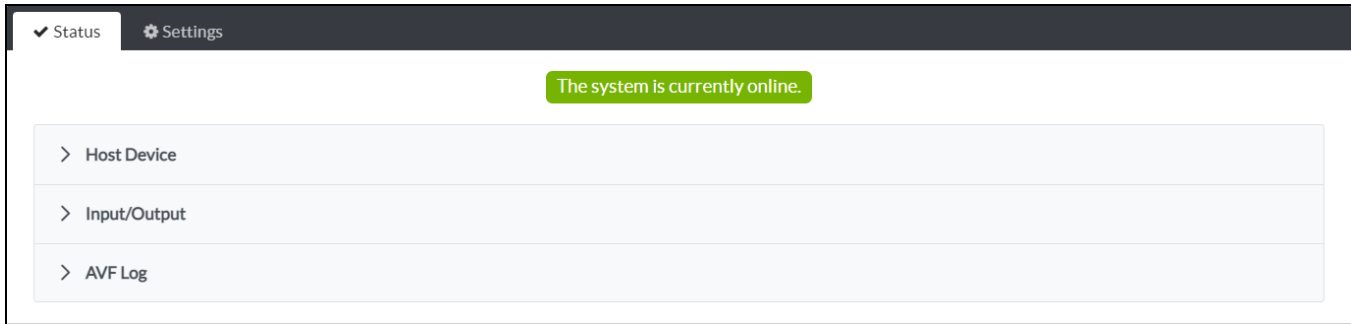 Status
Settings
The system is currently online.
Host Device
Input/Output
AVF Log